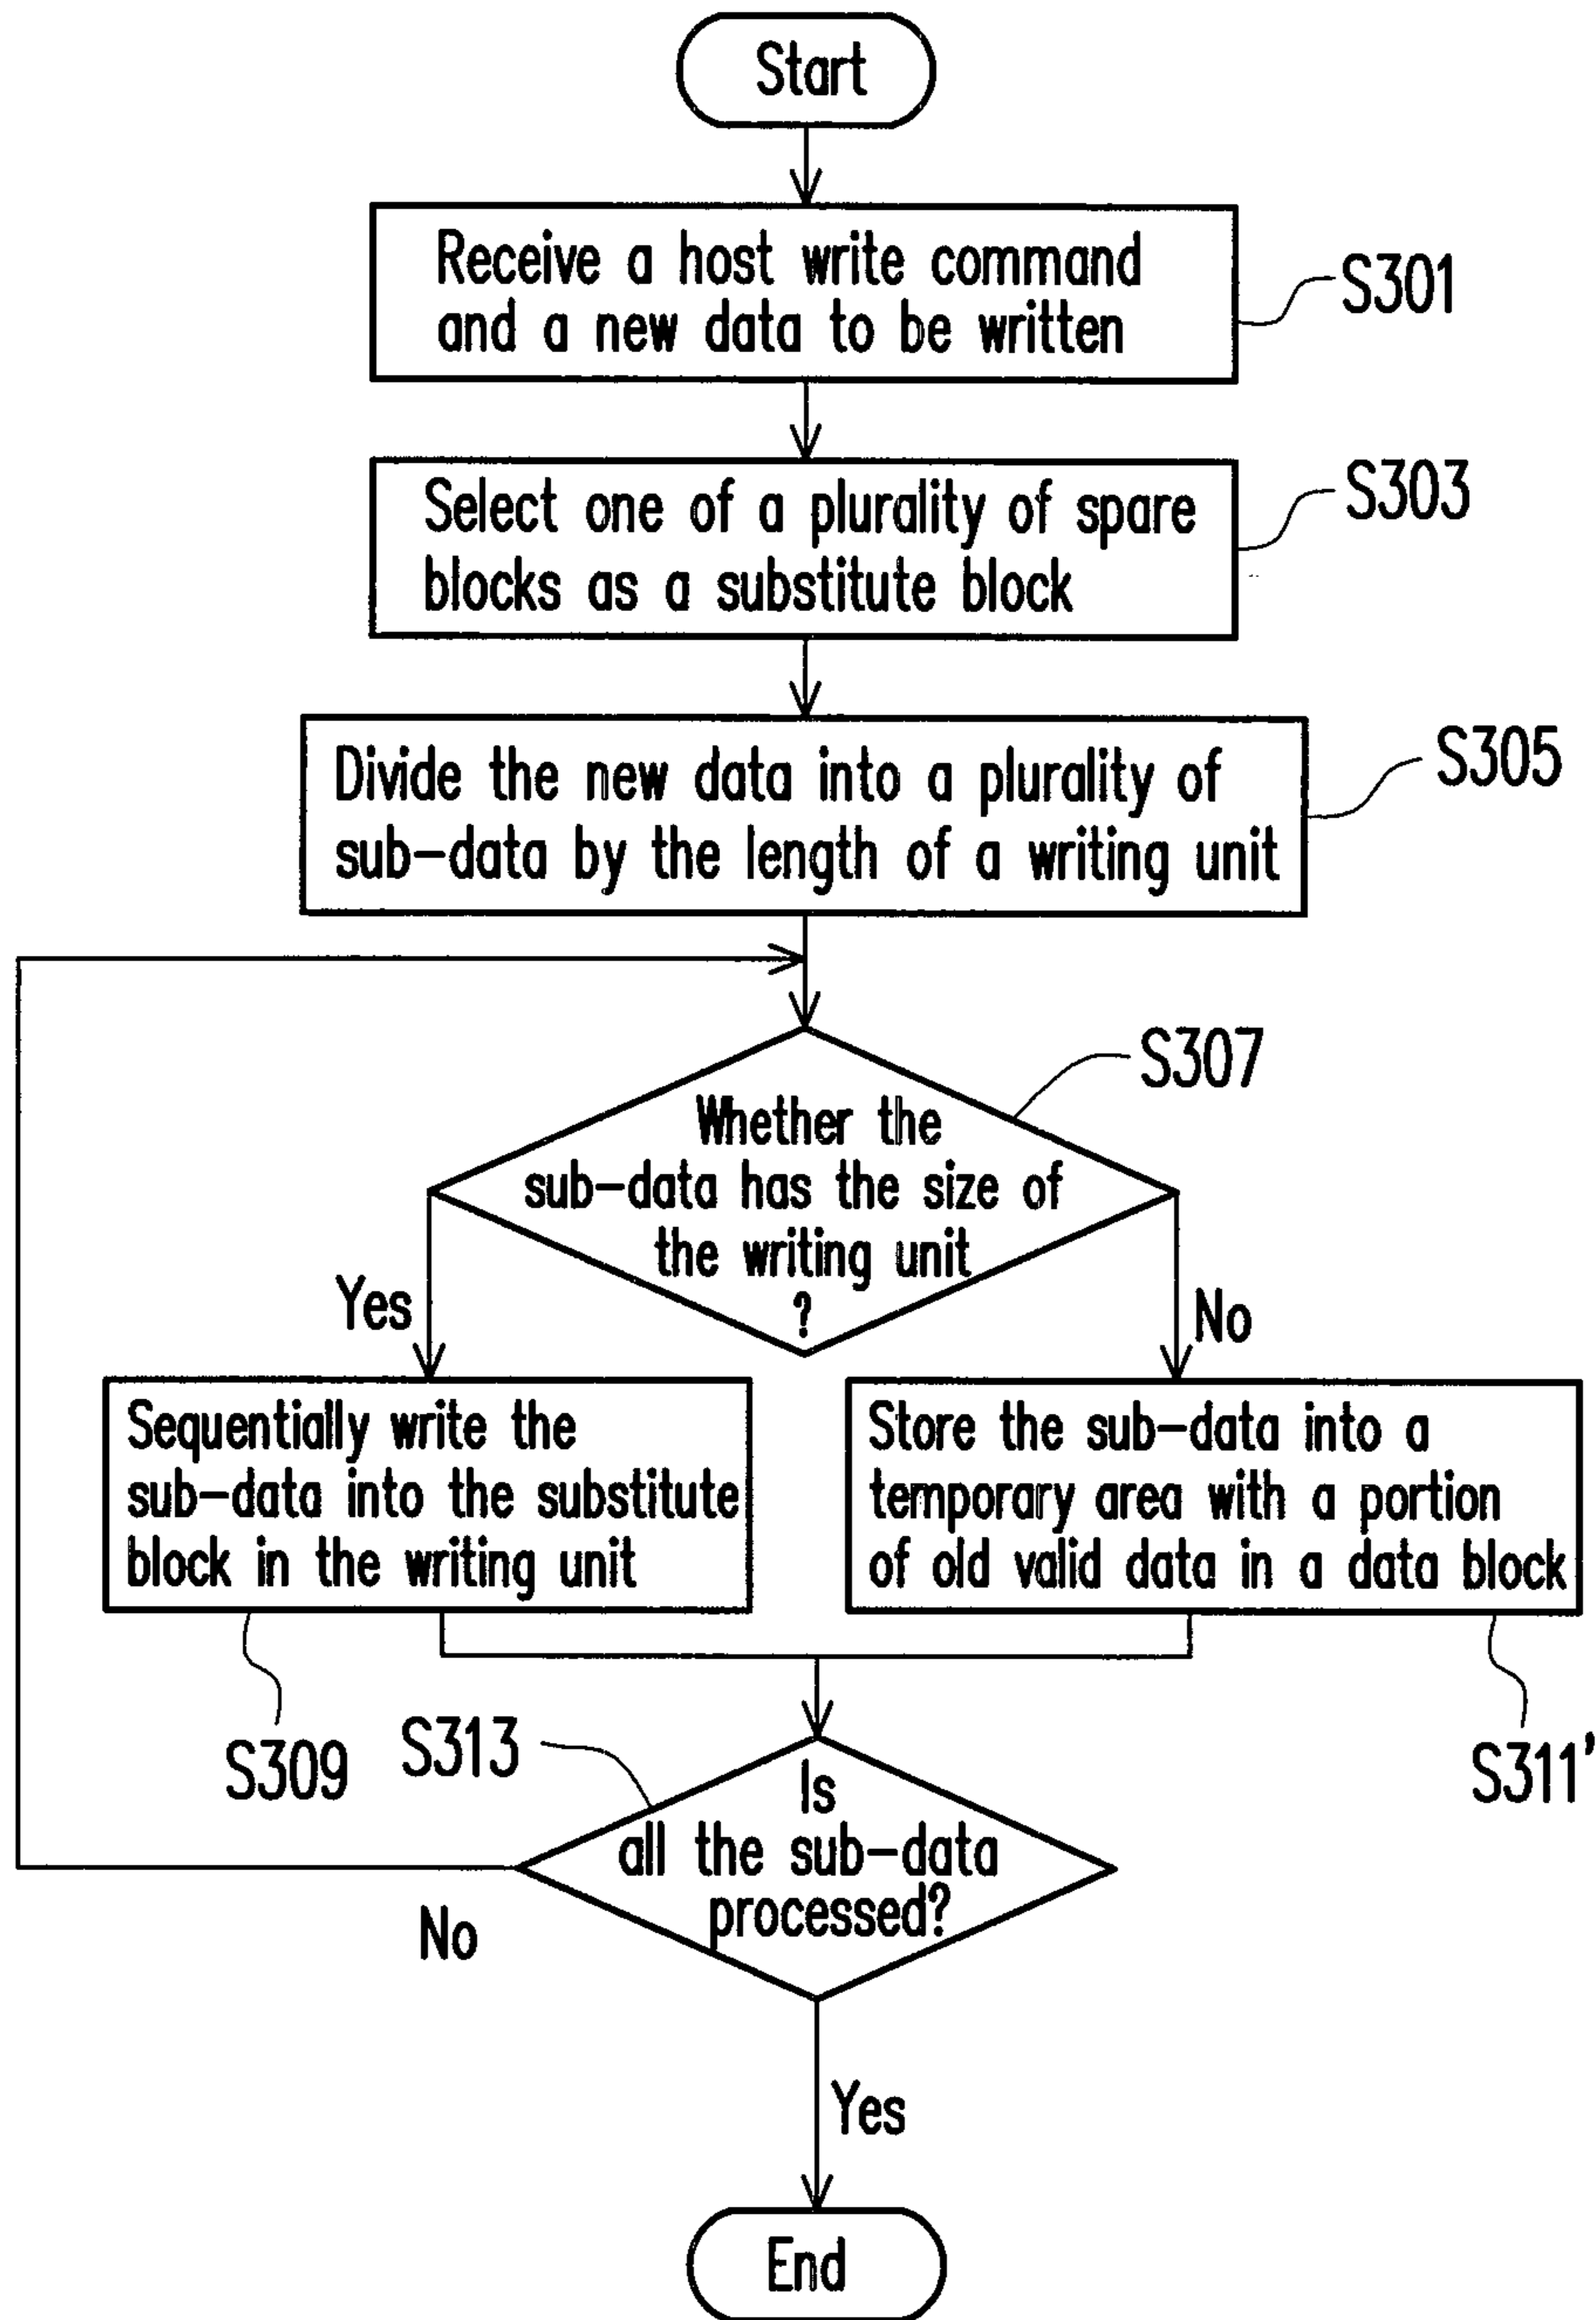 Start
Receive a host write command
and a new data to be written
S301
Select one of a plurality of spare
blocks as a substitute block
S303
Divide the new data into a plurality of
sub-data by the length of a writing unit
S305
Whether the
sub-data has the size of
the writing unit
?
S307
Yes
No
Sequentially write the
sub-data into the substitute
block in the writing unit
S309
Store the sub-data into a
temporary area with a portion
of old valid data in a data block
S311'
S313
Is
all the sub-data
processed?
No
Yes
End